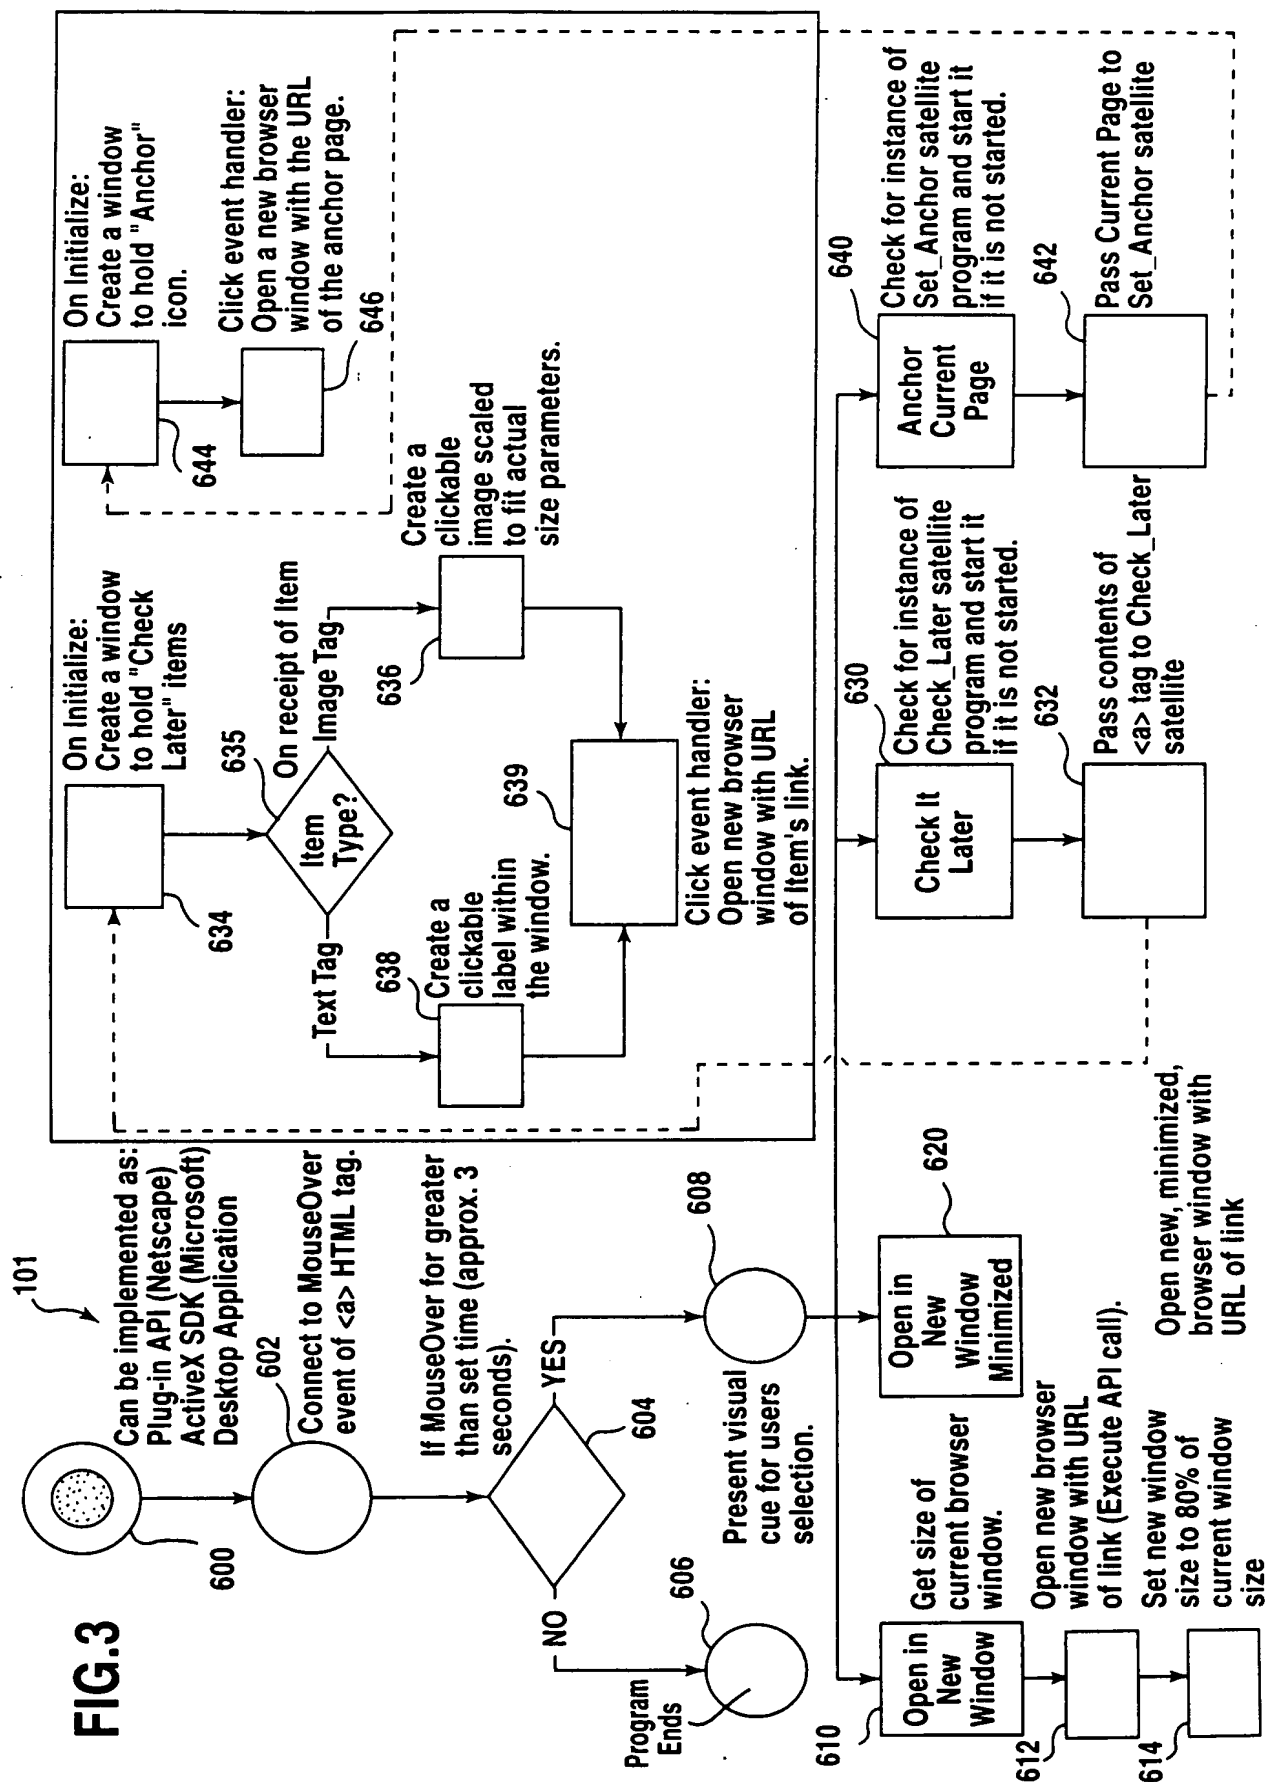 FIG.3
101
600
Can be implemented as:
Plug-in API (Netscape)
ActiveX SDK (Microsoft)
Desktop Application
602
Connect to MouseOver
event of <a> HTML tag.
If MouseOver for greater
than set time (approx. 3
seconds).
604
NO
YES
606
Program
Ends
608
Present visual
cue for users
selection.
610
Open in
New
Window
Get size of
current browser
window.
612
Open new browser
window with URL
of link (Execute API call).
614
Set new window
size to 80% of
current window
size
620
Open in
New
Window
Minimized
Open new, minimized,
browser window with
URL of link
630
Check It
Later
Check for instance of
Check_Later satellite
program and start it
if it is not started.
632
Pass contents of
<a> tag to Check_Later
satellite
640
Anchor
Current
Page
Check for instance of
Set_Anchor satellite
program and start it
if it is not started.
642
Pass Current Page to
Set_Anchor satellite
634
On Initialize:
Create a window
to hold "Check
Later" items
635
Item
Type?
On receipt of Item
Text Tag
Image Tag
638
Create a
clickable
label within
the window.
636
Create a
clickable
image scaled
to fit actual
size parameters.
639
Click event handler:
Open new browser
window with URL
of Item's link.
644
On Initialize:
Create a window
to hold "Anchor"
icon.
646
Click event handler:
Open a new browser
window with the URL
of the anchor page.